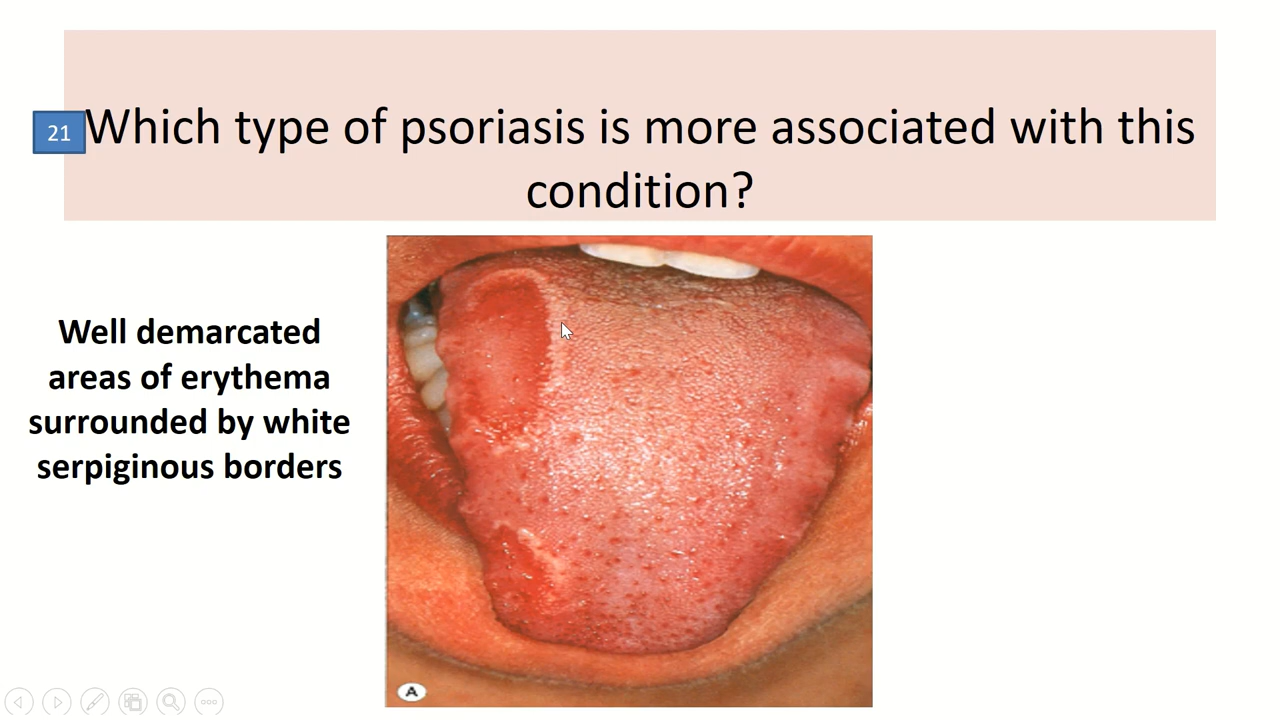 21
Which type of psoriasis is more associated with this
condition?
Well demarcated
areas of erythema
surrounded by white
serpiginous borders
A